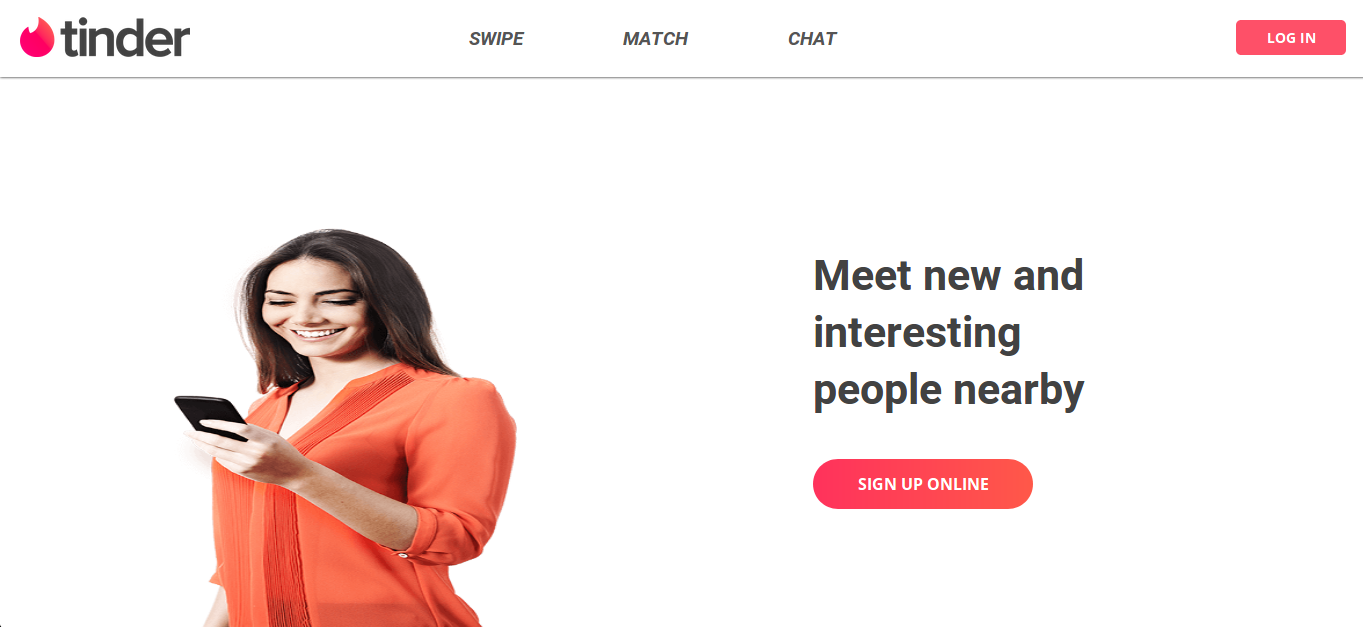 tinder
SWIPE
MATCH
CHAT
LOG IN
Meet new and
interesting
people nearby
SIGN UP ONLINE